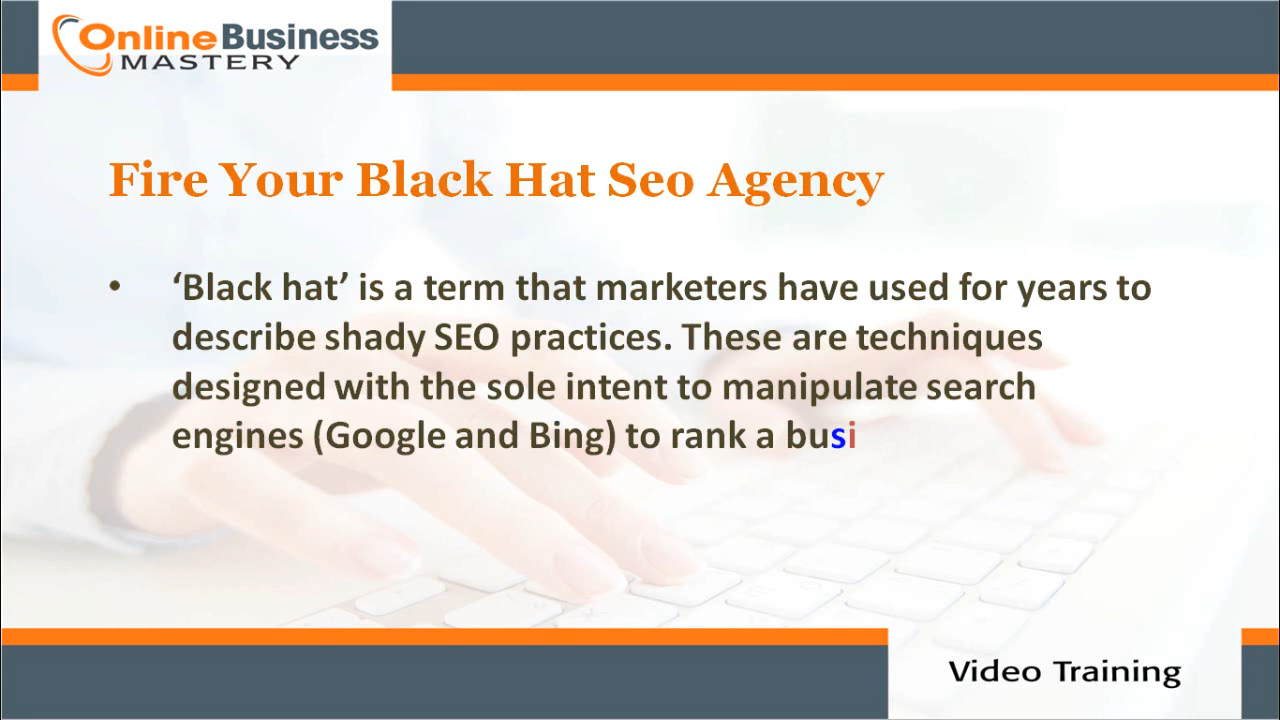 Online Business
MASTERY
Fire Your Black Hat Seo Agency
• ‘Black hat’ is a term that marketers have used for years to
describe shady SEO practices. These are techniques
designed with the sole intent to manipulate search
engines (Google and Bing) to rank a busi
Video Training